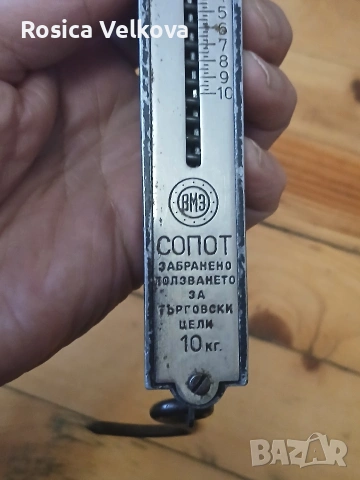 Rosica Velkova
5
6
7
8
9
10
ВМЗ
СОПОТ
ЗАБРАНЕНО
ПОЛЗВАНЕТО
ЗА
ТЪРГОВСКИ
ЦЕЛИ
10 кг.
BAZAR